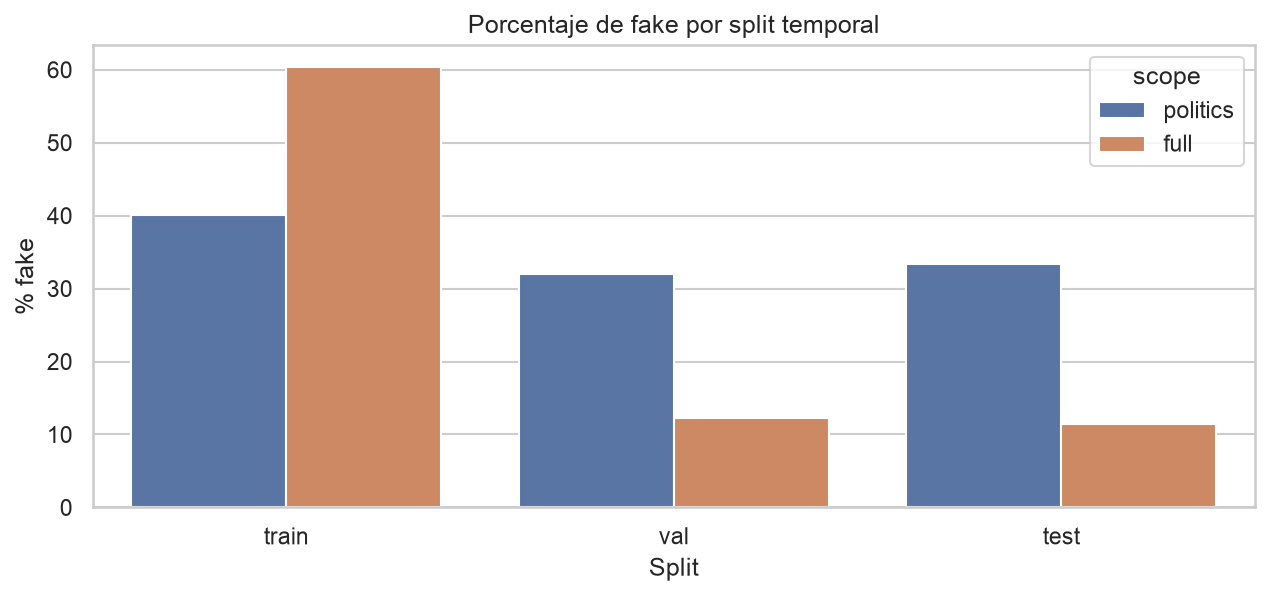 Porcentaje de fake por split temporal
scope
politics
full
% fake
60
50
40
30
20
10
0
train
val
test
Split